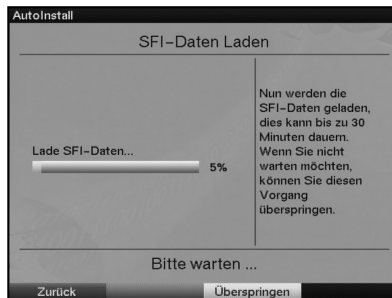 AutoInstall
SFI-Daten Laden
Lade SFI-Daten...
5%
Nun werden die
SFI-Daten geladen,
dies kann bis zu 30
Minuten dauern.
Wenn Sie nicht
warten möchten,
können Sie diesen
Vorgang
überspringen.
Bitte warten ...
Zurück
Überspringen